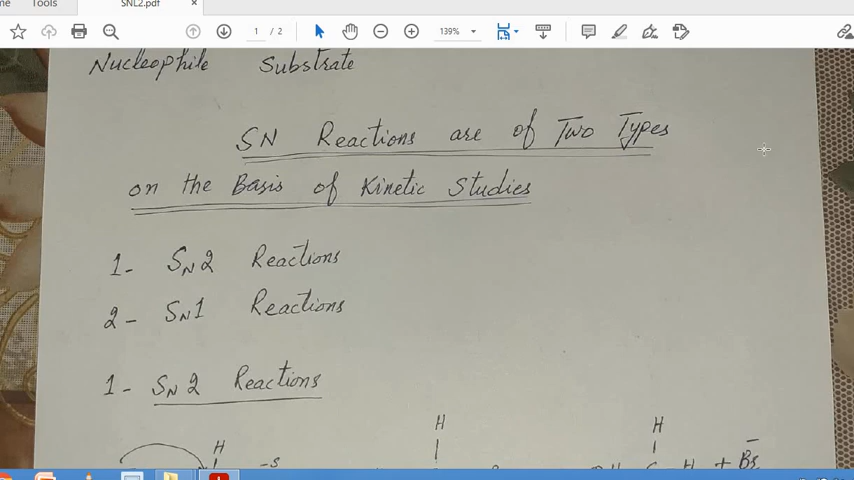 Tools
SNL2.pdf
×
1 / 2
139%
Nucleophile Substrate
SN Reactions are of Two Types
on the Basis of Kinetic Studies
1- SN2 Reactions
2- SN1 Reactions
1- SN2 Reactions
H H
H -S
H + Br -